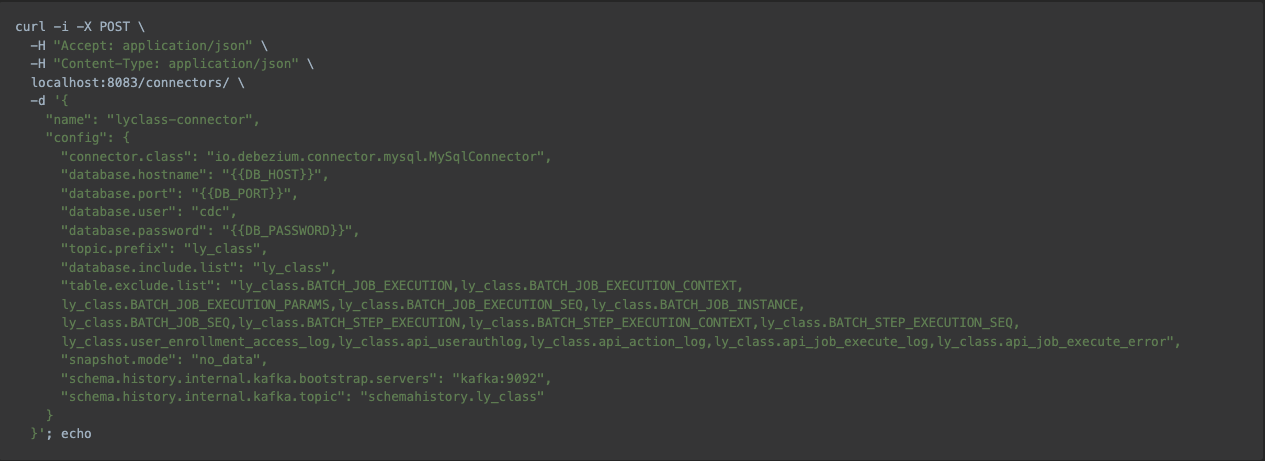 curl -i -X POST \
-H "Accept: application/json" \
-H "Content-Type: application/json" \
localhost:8083/connectors/ \
-d '{
"name": "lyclass-connector",
"config": {
"connector.class": "io.debezium.connector.mysql.MySqlConnector",
"database.hostname": "{{DB_HOST}}",
"database.port": "{{DB_PORT}}",
"database.user": "cdc",
"database.password": "{{DB_PASSWORD}}",
"topic.prefix": "ly_class",
"database.include.list": "ly_class",
"table.exclude.list": "ly_class.BATCH_JOB_EXECUTION,ly_class.BATCH_JOB_EXECUTION_CONTEXT,
ly_class.BATCH_JOB_EXECUTION_PARAMS,ly_class.BATCH_JOB_EXECUTION_SEQ,ly_class.BATCH_JOB_INSTANCE,
ly_class.BATCH_JOB_SEQ,ly_class.BATCH_STEP_EXECUTION,ly_class.BATCH_STEP_EXECUTION_CONTEXT,ly_class.BATCH_STEP_EXECUTION_SEQ,
ly_class.user_enrollment_access_log,ly_class.api_userauthlog,ly_class.api_action_log,ly_class.api_job_execute_log,ly_class.api_job_execute_error",
"snapshot.mode": "no_data",
"schema.history.internal.kafka.bootstrap.servers": "kafka:9092",
"schema.history.internal.kafka.topic": "schemahistory.ly_class"
}
}'; echo